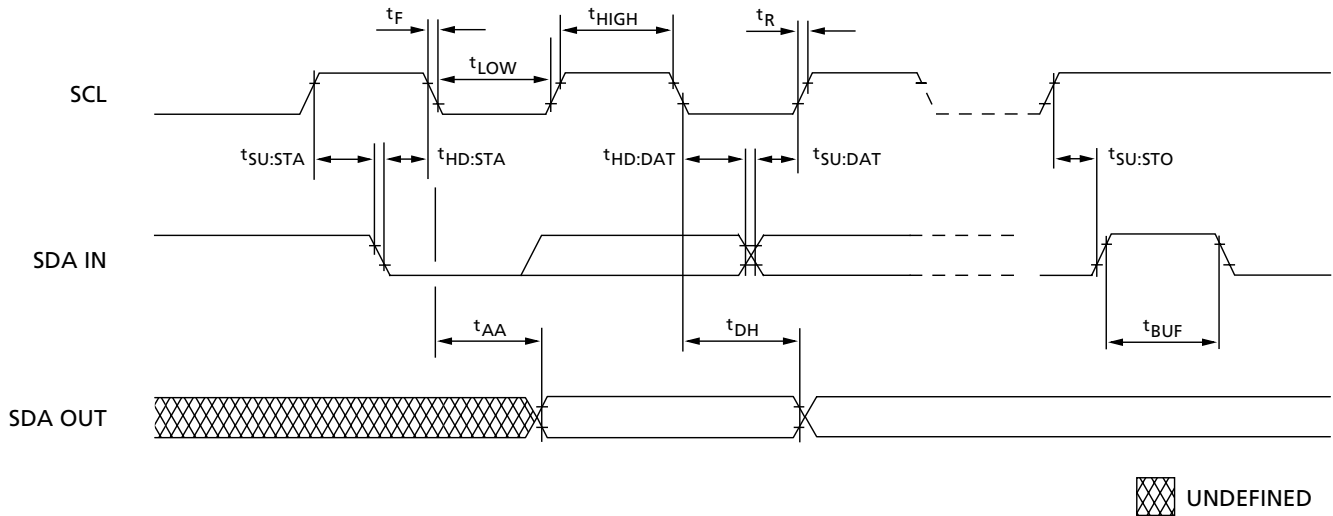 tF
tHIGH
tR
tLOW
SCL
tSU:STA
tHD:STA
tHD:DAT
tSU:DAT
tSU:STO
SDA IN
tAA
tDH
tBUF
SDA OUT
UNDEFINED